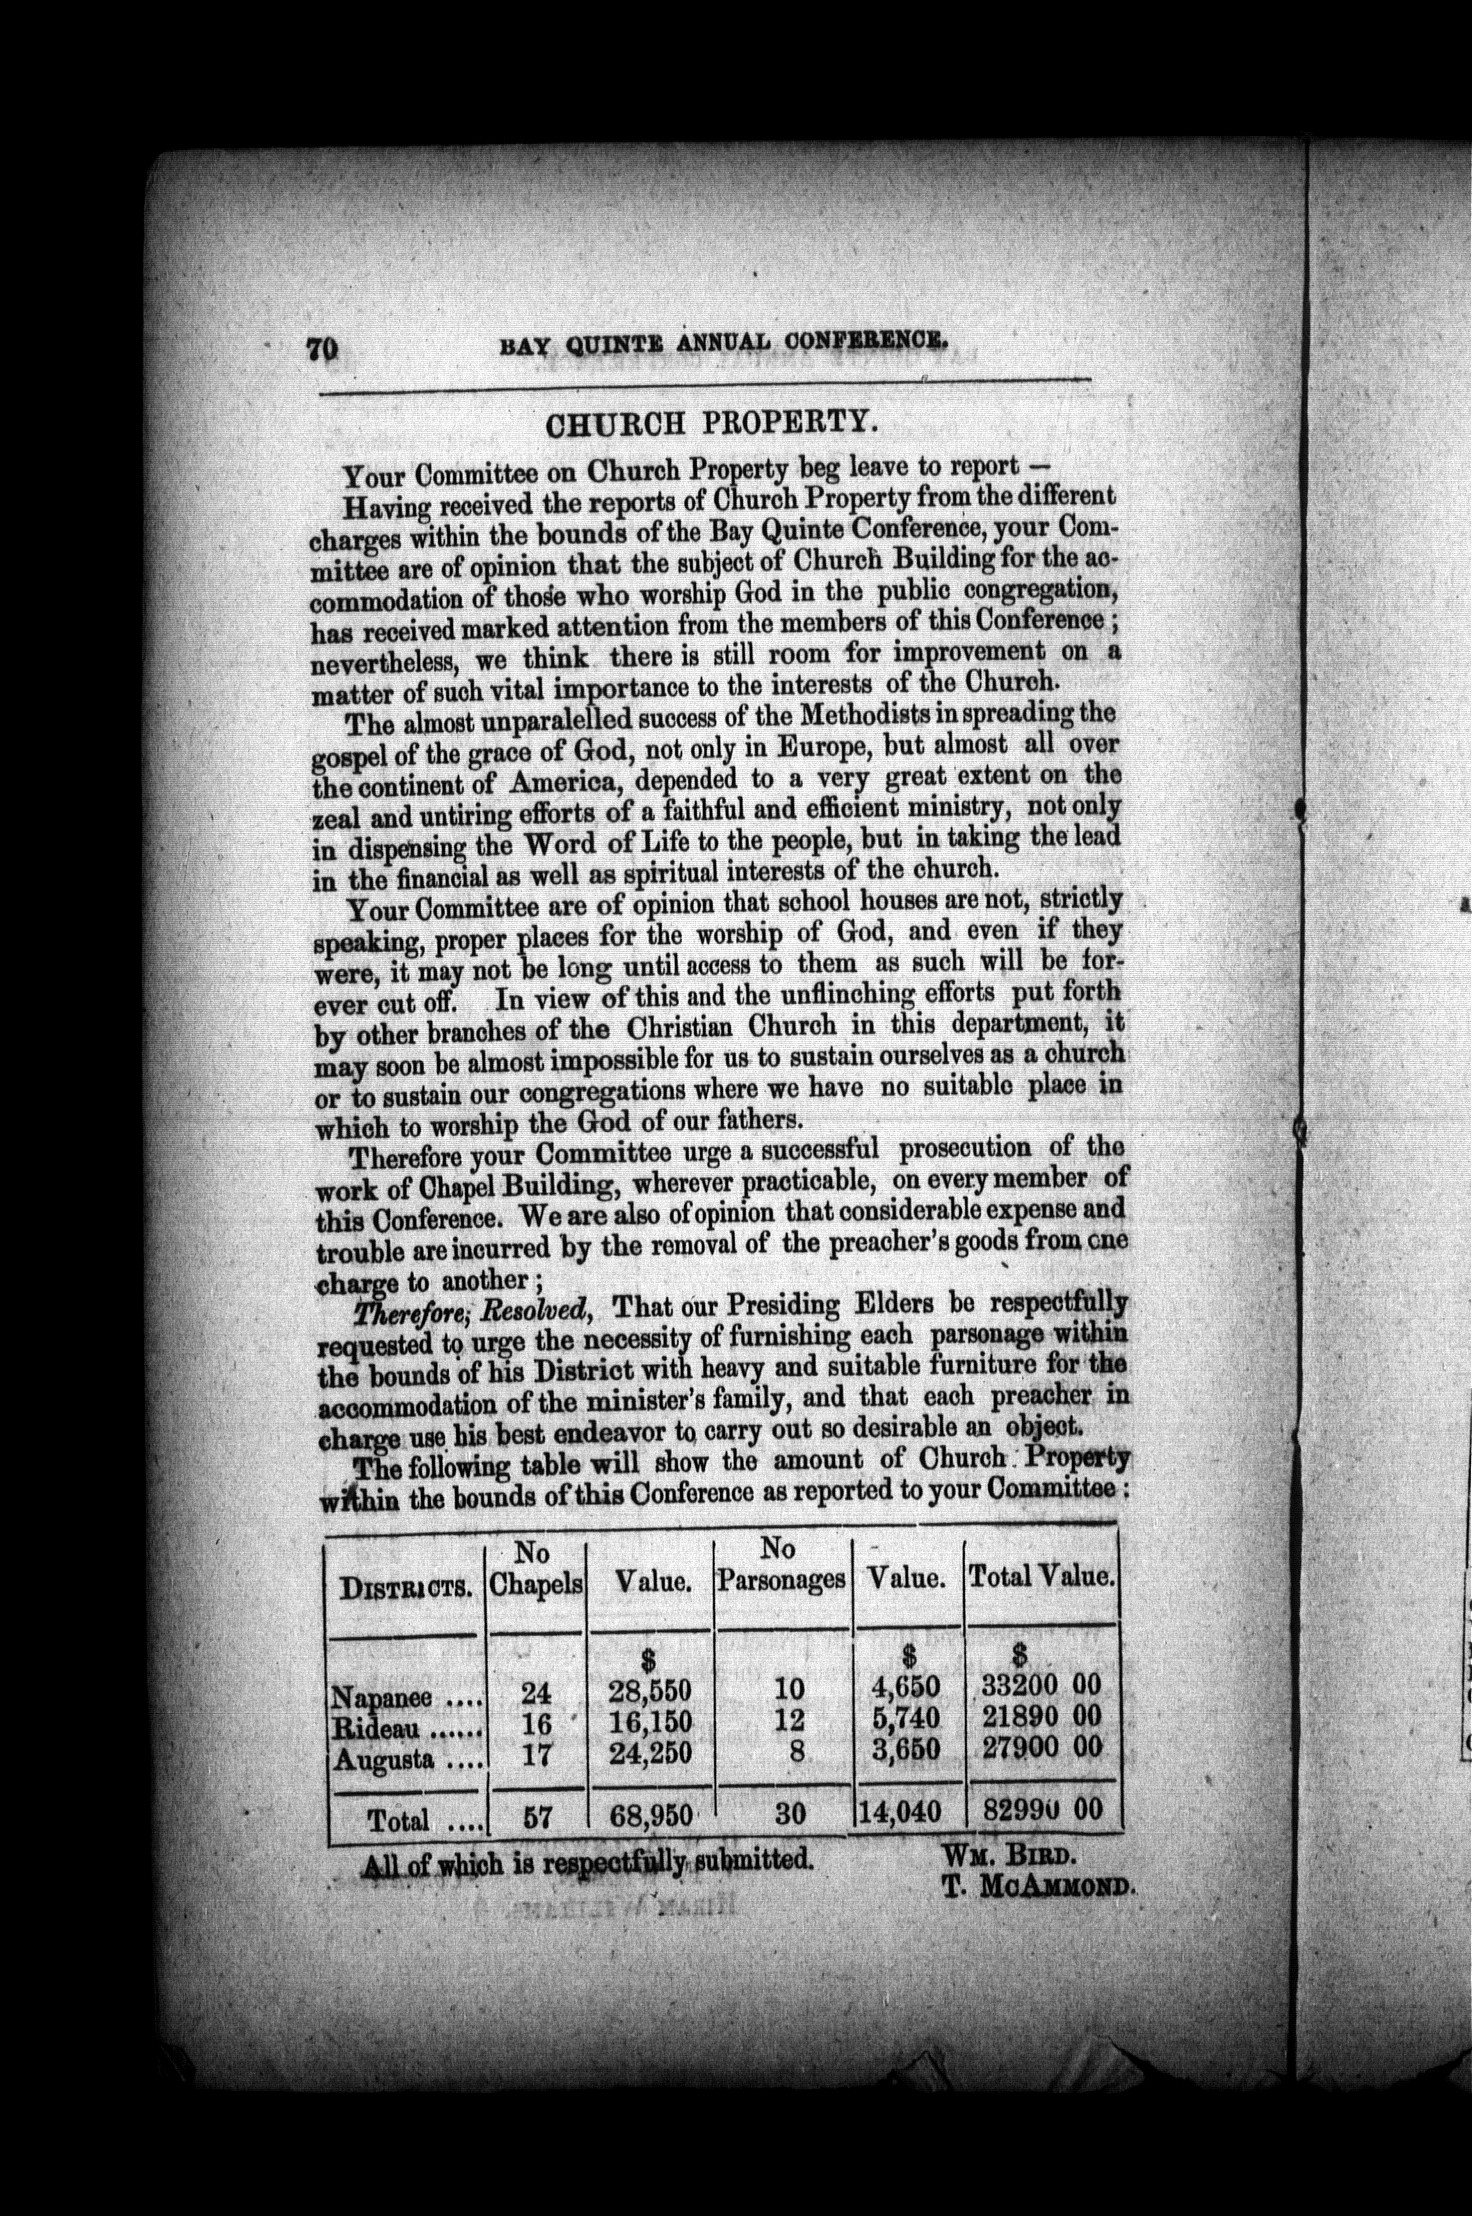 70 BAY QUINTE ANNUAL CONFERENCE.
CHURCH PROPERTY.
Your Committee on Church Property beg leave to report —
Having received the reports of Church Property from the different
charges within the bounds of the Bay Quinte Conference, your Com-
mittee are of opinion that the subject of Church Building for the ac-
commodation of those who worship God in the public congregation,
has received marked attention from the members of this Conference ;
nevertheless, we think there is still room for improvement on a
matter of such vital importance to the interests of the Church.
The almost unparalelled success of the Methodists in spreading the
gospel of the grace of God, not only in Europe, but almost all over
the continent of America, depended to a very great extent on the
zeal and untiring efforts of a faithful and efficient ministry, not only
in dispensing the Word of Life to the people, but in taking the lead
in the financial as well as spiritual interests of the church.
Your Committee are of opinion that school houses are not, strictly
speaking, proper places for the worship of God, and even if they
were, it may not be long until access to them as such will be for-
ever cut off. In view of this and the unflinching efforts put forth
by other branches of the Christian Church in this department, it
may soon be almost impossible for us to sustain ourselves as a church
or to sustain our congregations where we have no suitable place in
which to worship the God of our fathers.
Therefore your Committee urge a successful prosecution of the
work of Chapel Building, wherever practicable, on every member of
this Conference. We are also of opinion that considerable expense and
trouble are incurred by the removal of the preacher's goods from cne
charge to another ;
Therefore; Resolved, That our Presiding Elders be respectfully
requested to urge the necessity of furnishing each parsonage within
the bounds of his District with heavy and suitable furniture for the
accommodation of the minister's family, and that each preacher in
charge use his best endeavor to carry out so desirable an object.
The following table will show the amount of Church Property
within the bounds of this Conference as reported to your Committee :
No No
DISTRICTS. Chapels Value. Parsonages Value. Total Value.
$ $ $
Napanee .... 24 28,550 10 4,650 33200 00
Rideau ...... 16 16,150 12 5,740 21890 00
Augusta .... 17 24,250 8 3,650 27900 00
Total .... 57 68,950 30 14,040 82990 00
All of which is respectfully submitted. WM. BIRD.
T. MCAMMOND.